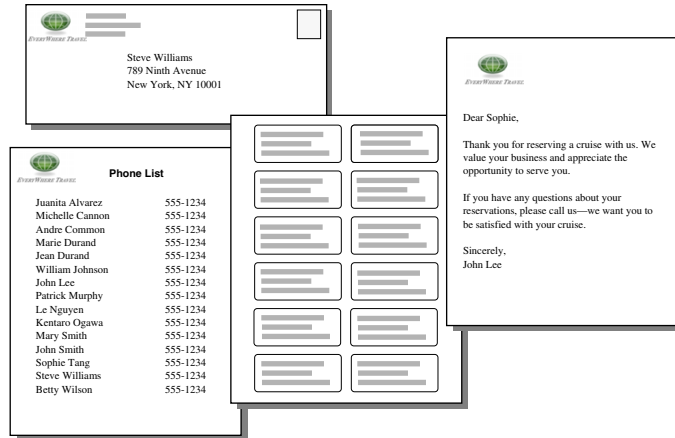 EVERYWHERE TRAVEL
Steve Williams
789 Ninth Avenue
New York, NY 10001
EVERYWHERE TRAVEL
Phone List
Juanita Alvarez 555-1234
Michelle Cannon 555-1234
Andre Common 555-1234
Marie Durand 555-1234
Jean Durand 555-1234
William Johnson 555-1234
John Lee 555-1234
Patrick Murphy 555-1234
Le Nguyen 555-1234
Kentaro Ogawa 555-1234
Mary Smith 555-1234
John Smith 555-1234
Sophie Tang 555-1234
Steve Williams 555-1234
Betty Wilson 555-1234
EVERYWHERE TRAVEL
Dear Sophie,
Thank you for reserving a cruise with us. We
value your business and appreciate the
opportunity to serve you.
If you have any questions about your
reservations, please call us—we want you to
be satisfied with your cruise.
Sincerely,
John Lee